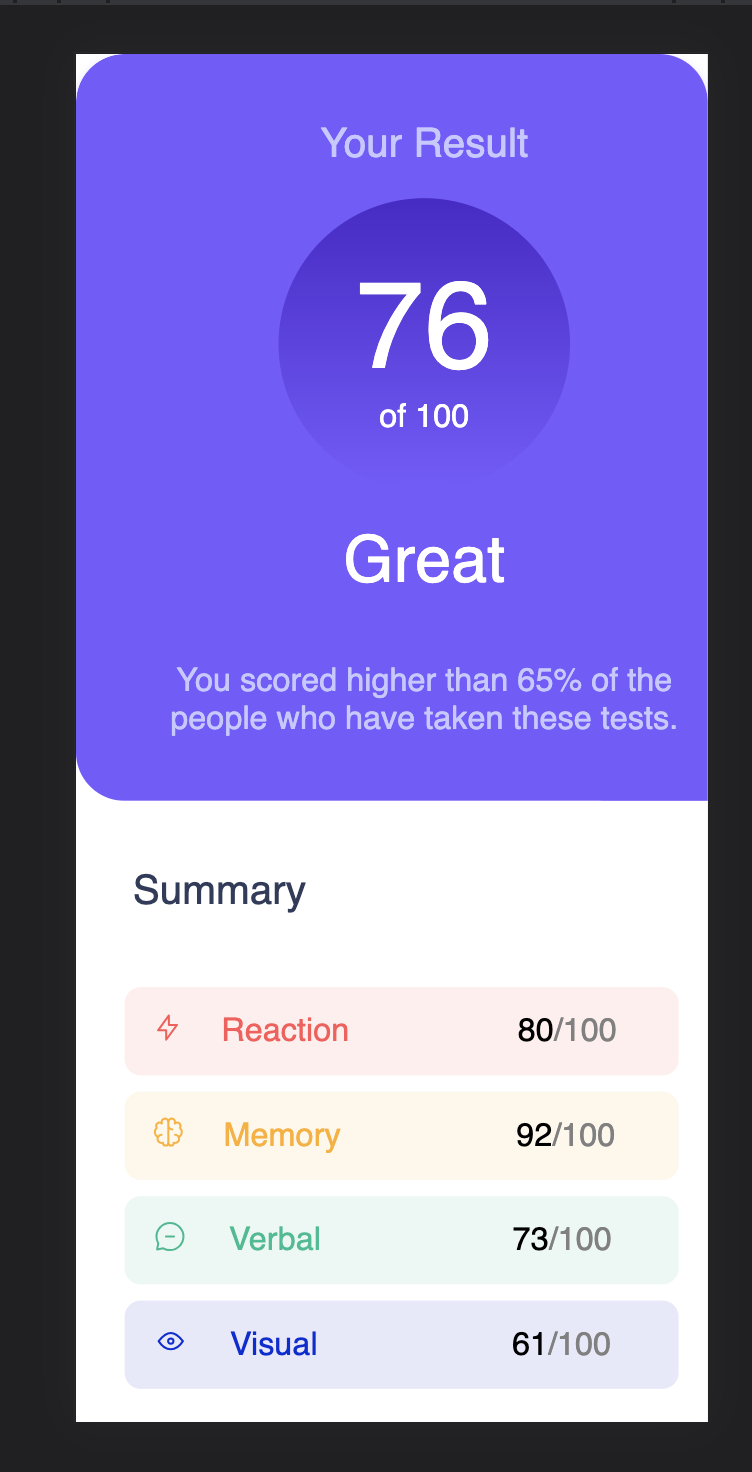 Your Result
76
of 100
Great
You scored higher than 65% of the
people who have taken these tests.
Summary
Reaction 80/100
Memory 92/100
Verbal 73/100
Visual 61/100